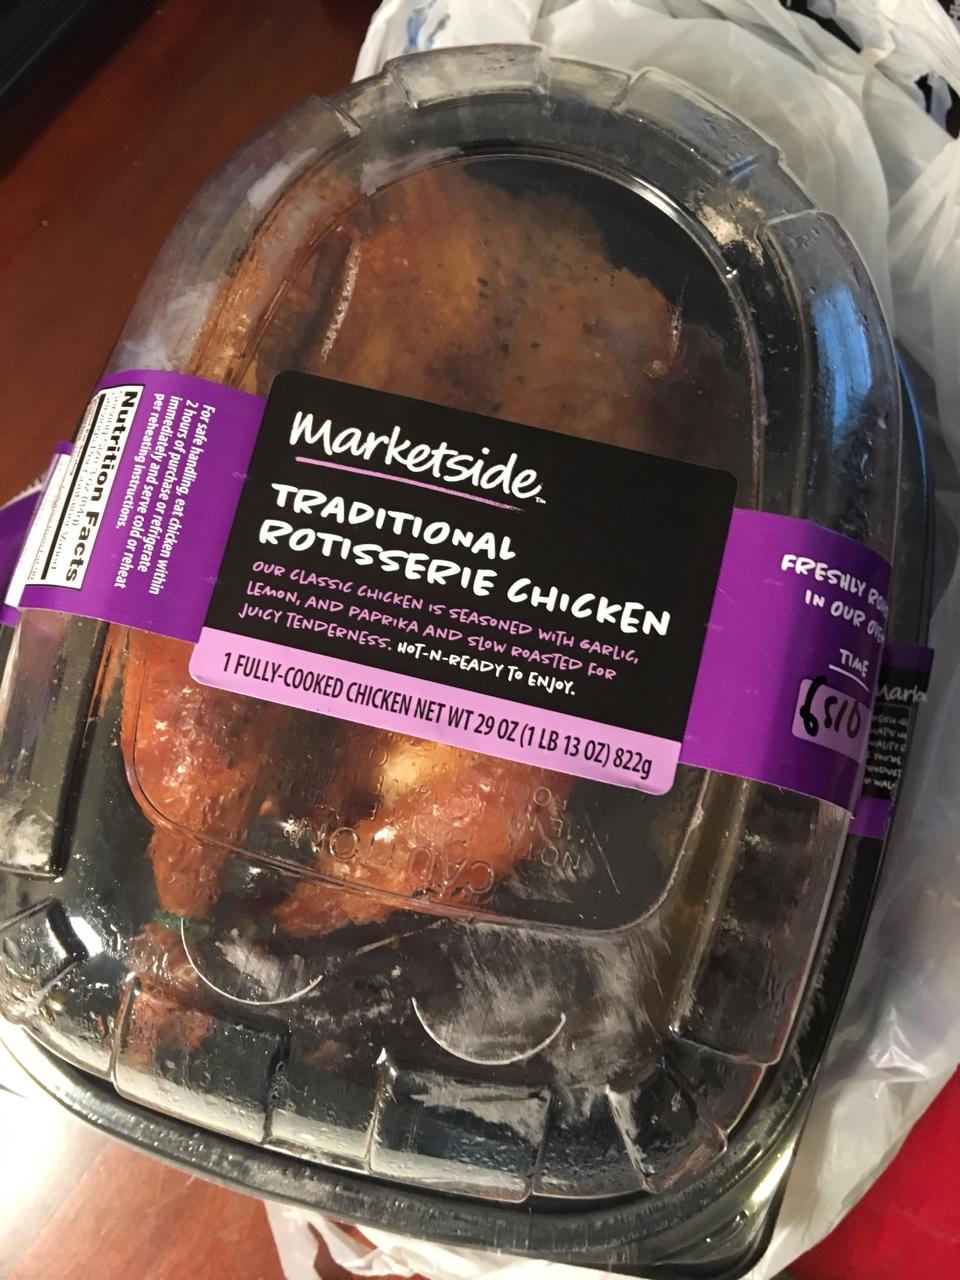 Marketside™
TRADITIONAL
ROTISSERIE CHICKEN
OUR CLASSIC CHICKEN IS SEASONED WITH GARLIC,
LEMON, AND PAPRIKA AND SLOW ROASTED FOR
JUICY TENDERNESS. HOT-N-READY TO ENJOY.
1 FULLY-COOKED CHICKEN NET WT 29 OZ (1 LB 13 OZ) 822g
For safe handling, eat chicken within
2 hours of purchase or refrigerate
immediately and serve cold or reheat
per reheating instructions.
Nutrition Facts
FRESHLY
IN OUR
TIME
CAUTION